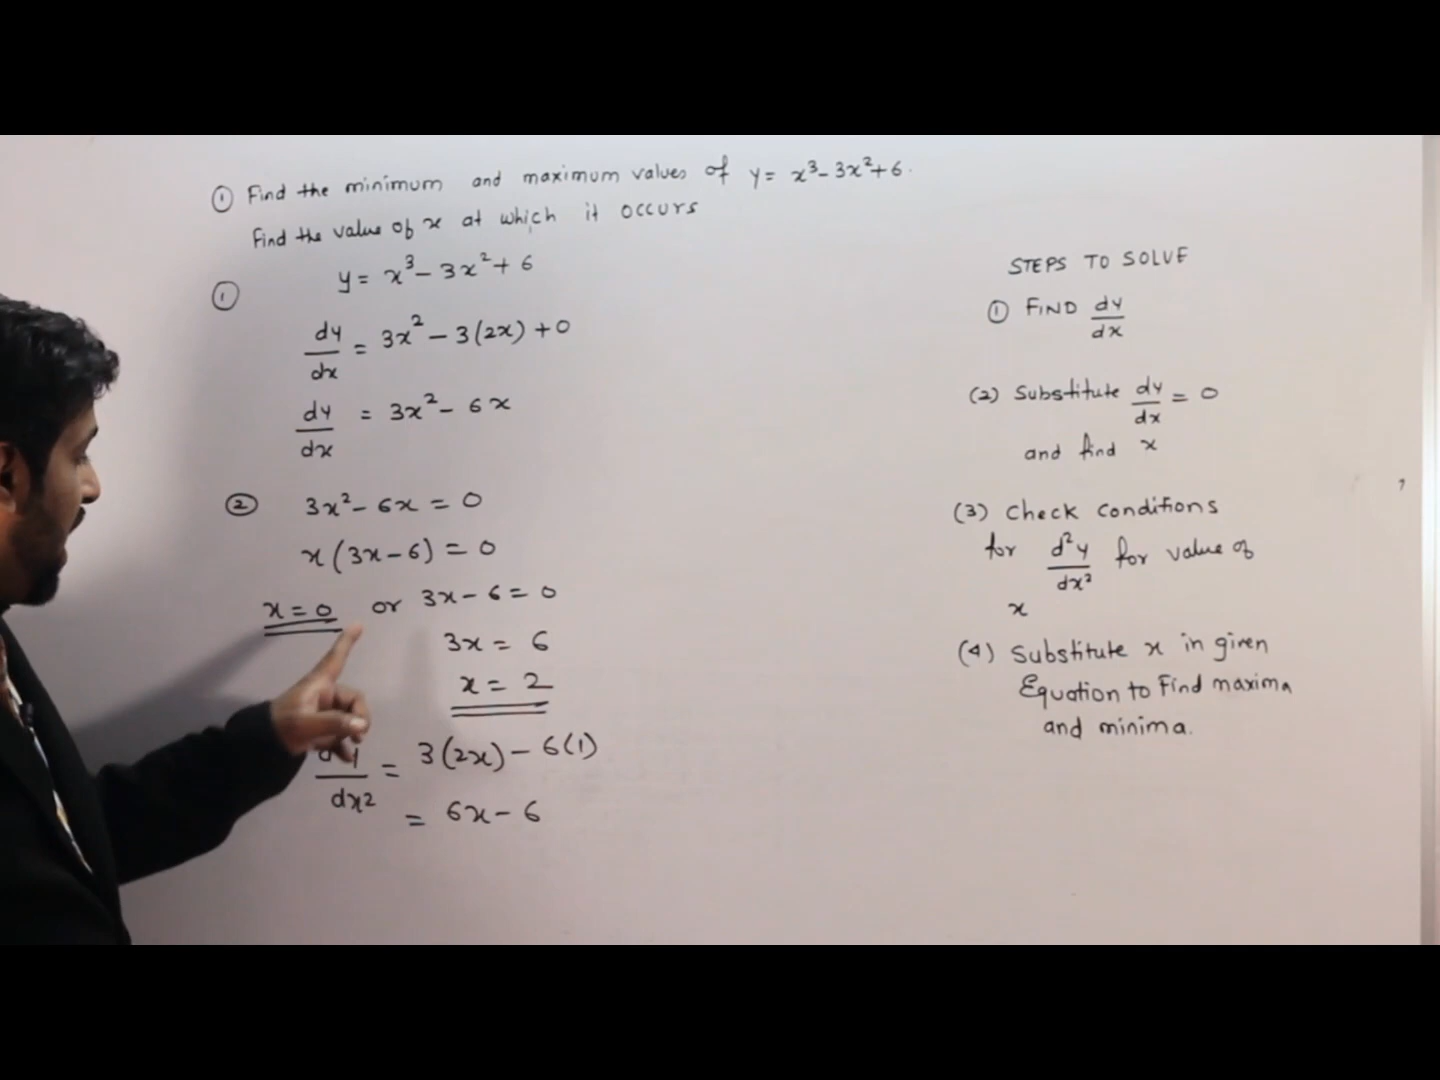 ① Find the minimum and maximum values of y = x³ - 3x² + 6.
Find the value of x at which it occurs
① y = x³ - 3x² + 6
dy/dx = 3x² - 3(2x) + 0
dy/dx = 3x² - 6x
② 3x² - 6x = 0
x(3x - 6) = 0
x = 0 or 3x - 6 = 0
3x = 6
x = 2
d²y/dx² = 3(2x) - 6(1)
= 6x - 6
STEPS TO SOLVE
① FIND dy/dx
(2) Substitute dy/dx = 0
and find x
(3) Check conditions
for d²y/dx² for value of
x
(4) Substitute x in given
Equation to Find maxima
and minima.